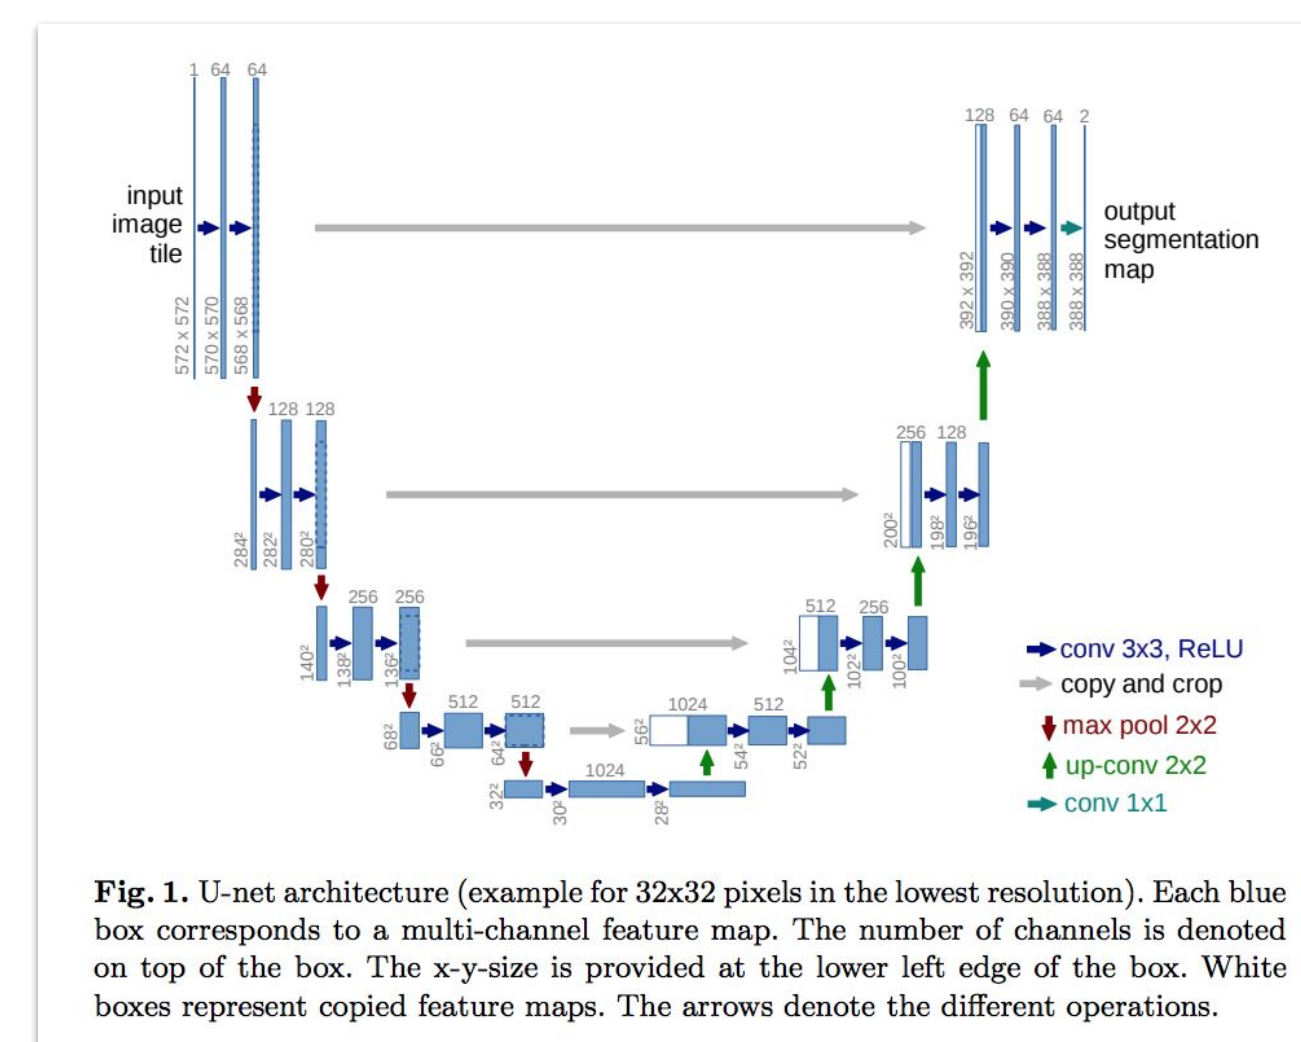 1 64 64
128 64 64 2
input
image
tile
output
segmentation
map
572 x 572
570 x 570
568 x 568
392 x 392
390 x 390
388 x 388
388 x 388
128 128
256 128
284²
282²
280²
200²
198²
196²
256 256
512 256
140²
138²
136²
104²
102²
100²
conv 3x3, ReLU
copy and crop
max pool 2x2
up-conv 2x2
conv 1x1
512 512
1024 512
68²
66²
64²
56²
54²
52²
1024
32²
30²
28²
Fig. 1. U-net architecture (example for 32x32 pixels in the lowest resolution). Each blue
box corresponds to a multi-channel feature map. The number of channels is denoted
on top of the box. The x-y-size is provided at the lower left edge of the box. White
boxes represent copied feature maps. The arrows denote the different operations.